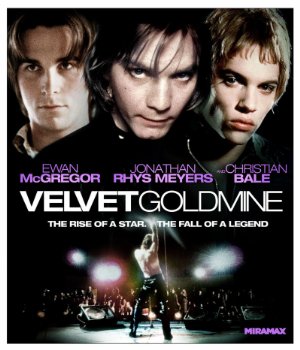 EWAN McGREGOR
JONATHAN RHYS MEYERS
AND CHRISTIAN BALE
VELVET GOLDMINE
THE RISE OF A STAR. THE FALL OF A LEGEND
MIRAMAX